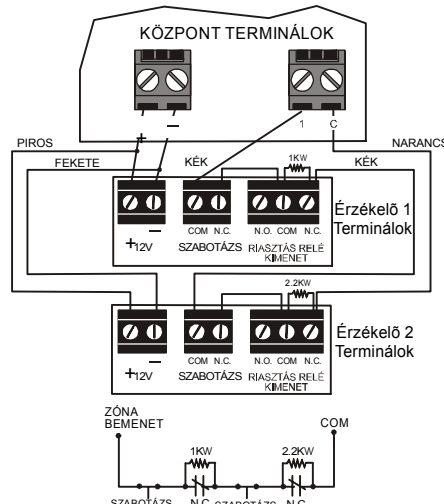 KÖZPONT TERMINÁLOK
+ – 1 C
PIROS NARANCS
FEKETE KÉK 1KW KÉK
+12V – COM N.C. N.O. COM N.C.
SZABOTÁZS RIASZTÁS RELÉ
KIMENET
Érzékelõ 1
Terminálok
2.2KW
+12V – COM N.C. N.O. COM N.C.
SZABOTÁZS RIASZTÁS RELÉ
KIMENET
Érzékelõ 2
Terminálok
ZÓNA
BEMENET
COM
1KW 2.2KW
SZABOTÁZS N.C. SZABOTÁZS N.C.